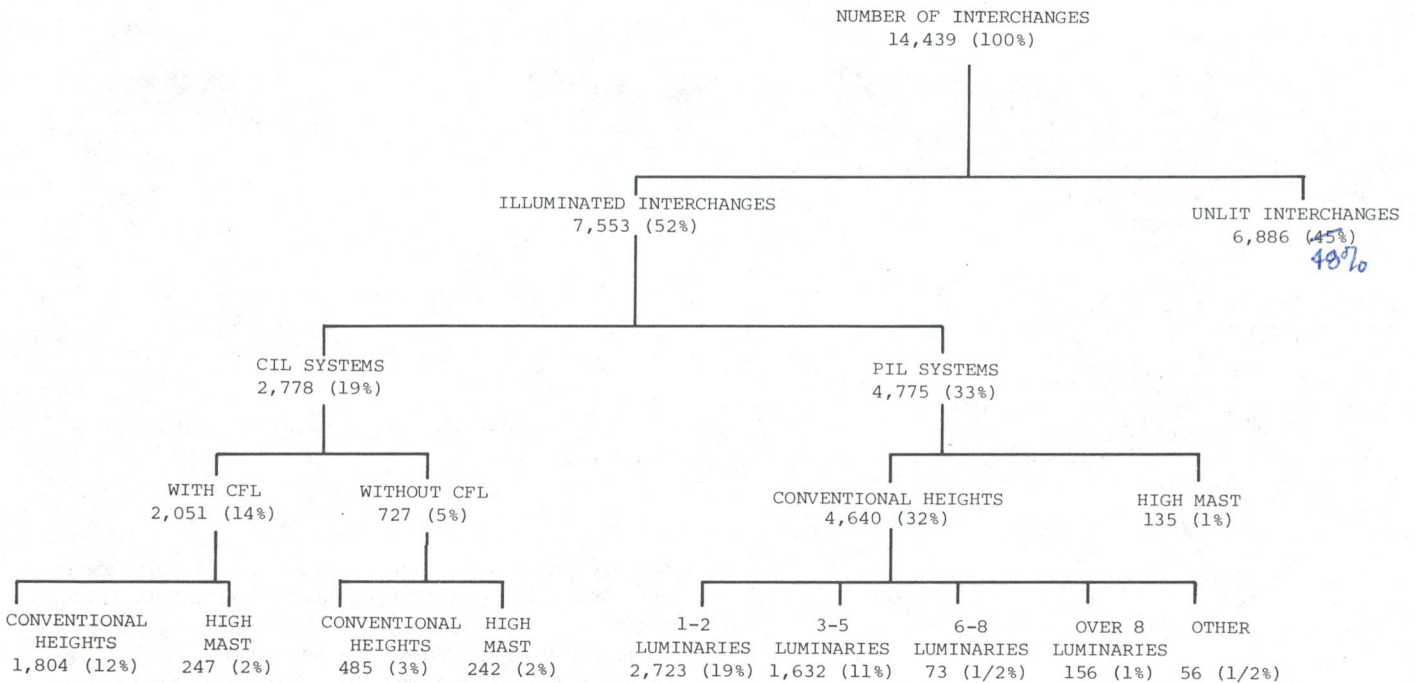 NUMBER OF INTERCHANGES
14,439 (100%)
ILLUMINATED INTERCHANGES
7,553 (52%)
UNLIT INTERCHANGES
6,886 (45%)
48%
CIL SYSTEMS
2,778 (19%)
PIL SYSTEMS
4,775 (33%)
WITH CFL
2,051 (14%)
WITHOUT CFL
727 (5%)
CONVENTIONAL HEIGHTS
4,640 (32%)
HIGH MAST
135 (1%)
CONVENTIONAL
HEIGHTS
1,804 (12%)
HIGH
MAST
247 (2%)
CONVENTIONAL
HEIGHTS
485 (3%)
HIGH
MAST
242 (2%)
1-2
LUMINARIES
2,723 (19%)
3-5
LUMINARIES
1,632 (11%)
6-8
LUMINARIES
73 (1/2%)
OVER 8
LUMINARIES
156 (1%)
OTHER
56 (1/2%)